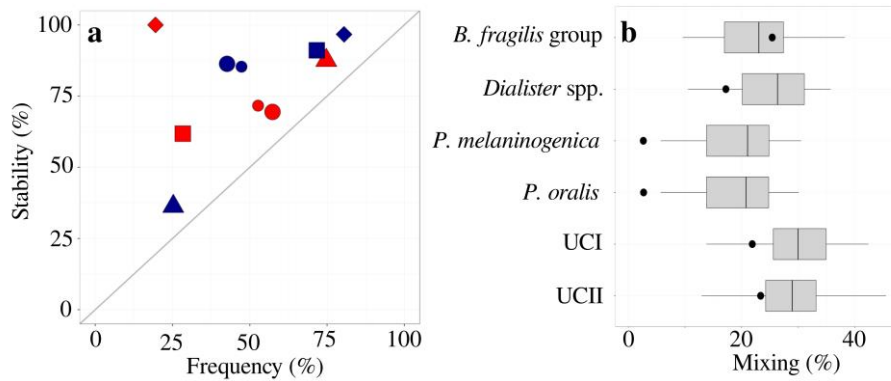 a
100
75
50
25
0
Stability (%)
0 25 50 75 100
Frequency (%)
b
B. fragilis group
Dialister spp.
P. melaninogenica
P. oralis
UCI
UCII
0 20 40
Mixing (%)